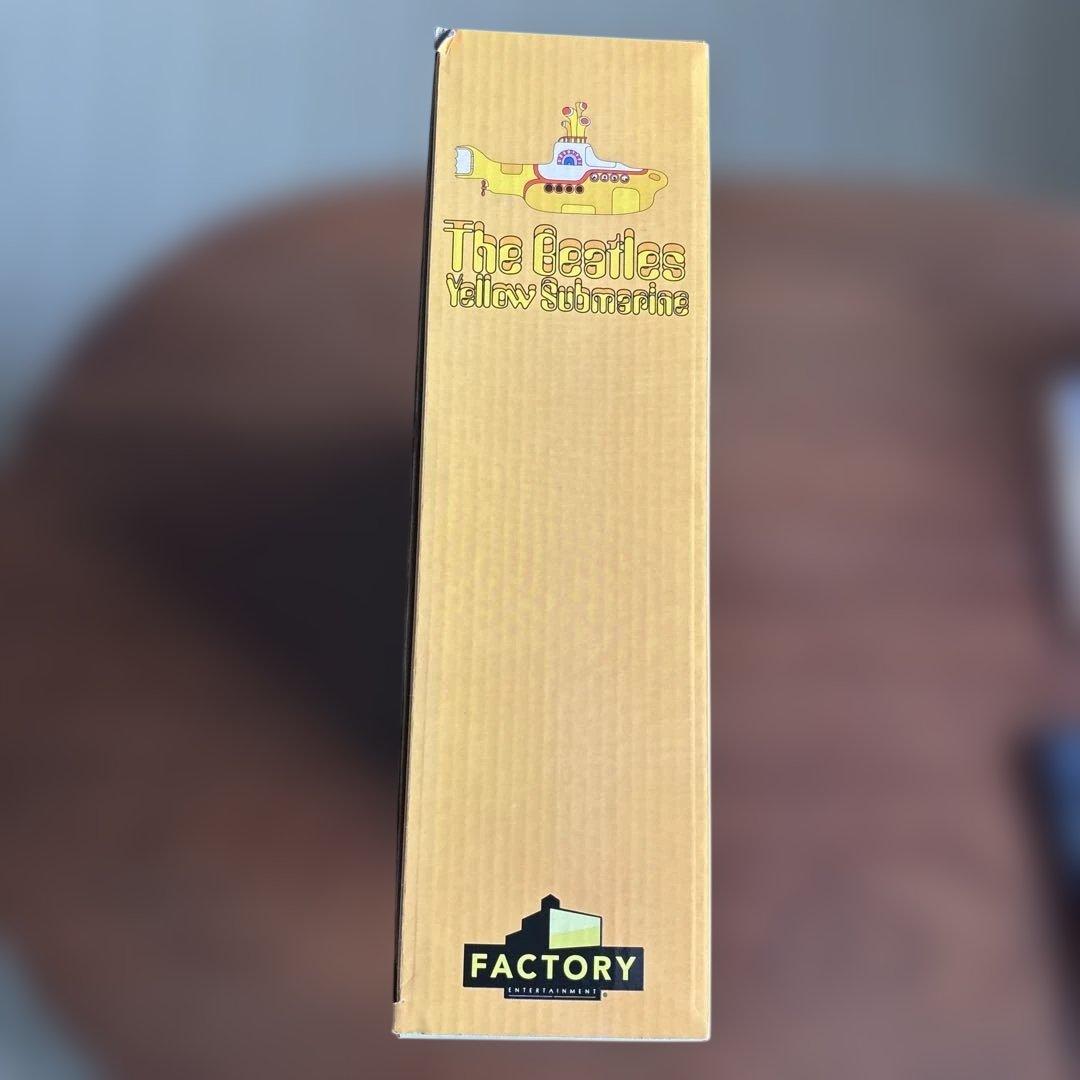 The Beatles
Yellow Submarine
FACTORY
ENTERTAINMENT®